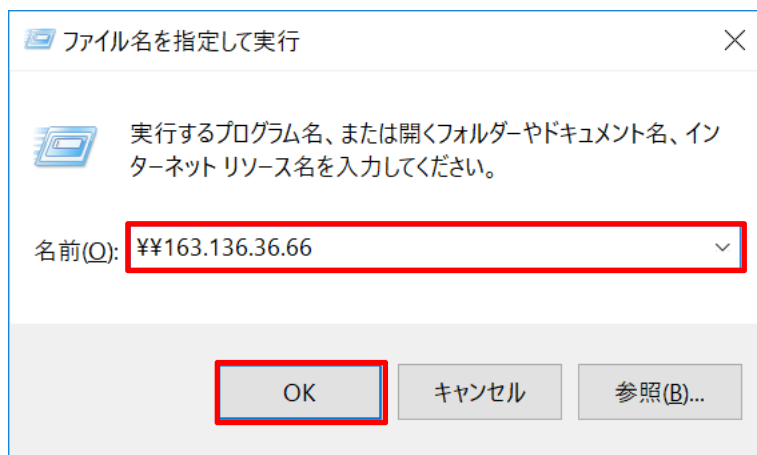 ファイル名を指定して実行
実行するプログラム名、または開くフォルダーやドキュメント名、イン
ターネット リソース名を入力してください。
名前(O): ¥¥163.136.36.66
OK キャンセル 参照(B)...